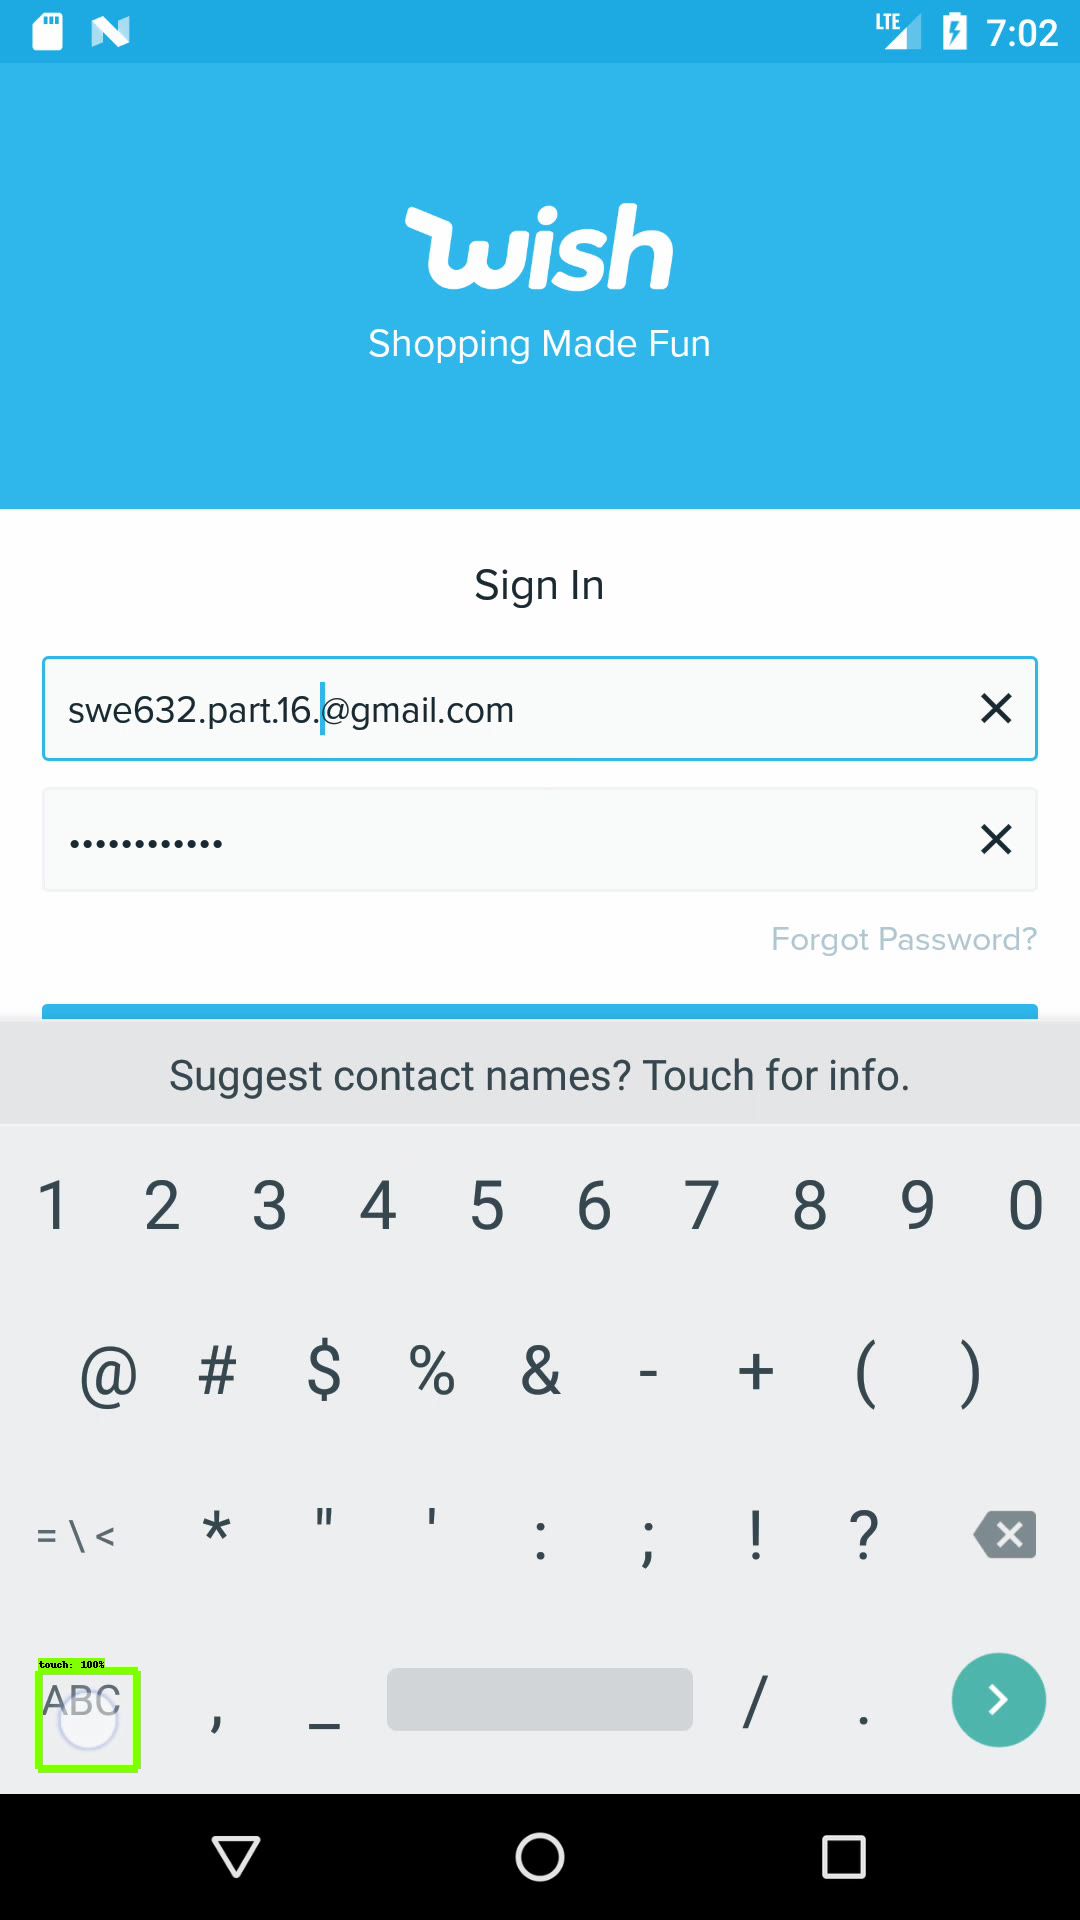 LTE 7:02
wish
Shopping Made Fun
Sign In
swe632.part.16.@gmail.com
••••••••••••
Forgot Password?
Suggest contact names? Touch for info.
1 2 3 4 5 6 7 8 9 0
@ # $ % & - + ( )
= \ < * " ' : ; ! ?
touch: 100%
ABC , _ / .